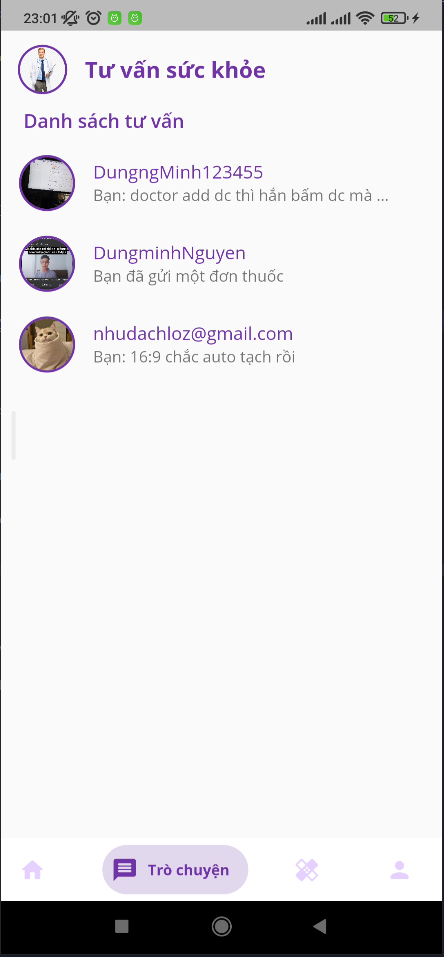 23:01
52
Tư vấn sức khỏe
Danh sách tư vấn
DungngMinh123455
Bạn: doctor add dc thì hắn bấm dc mà ...
DungminhNguyen
Bạn đã gửi một đơn thuốc
nhudachloz@gmail.com
Bạn: 16:9 chắc auto tạch rồi
Trò chuyện